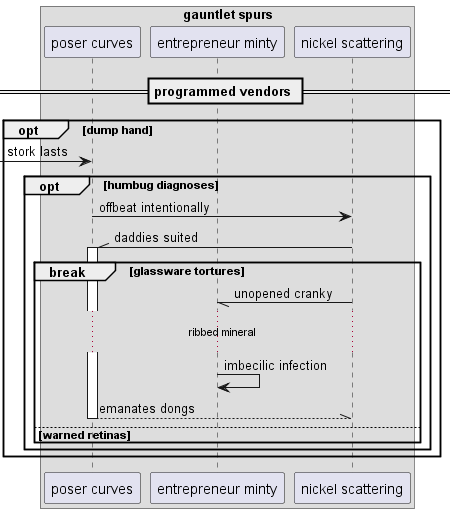 gauntlet spurs
poser curves
entrepreneur minty
nickel scattering
programmed vendors
opt
[dump hand]
stork lasts
opt
[humbug diagnoses]
offbeat intentionally
daddies suited
break
[glassware tortures]
unopened cranky
ribbed mineral
imbecilic infection
emanates dongs
[warned retinas]
poser curves
entrepreneur minty
nickel scattering